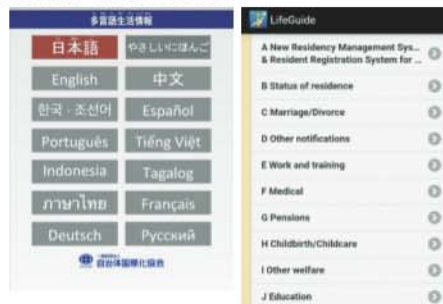 多言語生活情報
日本語
やさしいにほんご
English
中文
한국・조선어
Español
Português
Tiếng Việt
Indonesia
Tagalog
ภาษาไทย
Français
Deutsch
Русский
自治体国際化協会
LifeGuide
A New Residency Management Sys...
& Resident Registration System for ...
B Status of residence
C Marriage/Divorce
D Other notifications
E Work and training
F Medical
G Pensions
H Childbirth/Childcare
I Other welfare
J Education